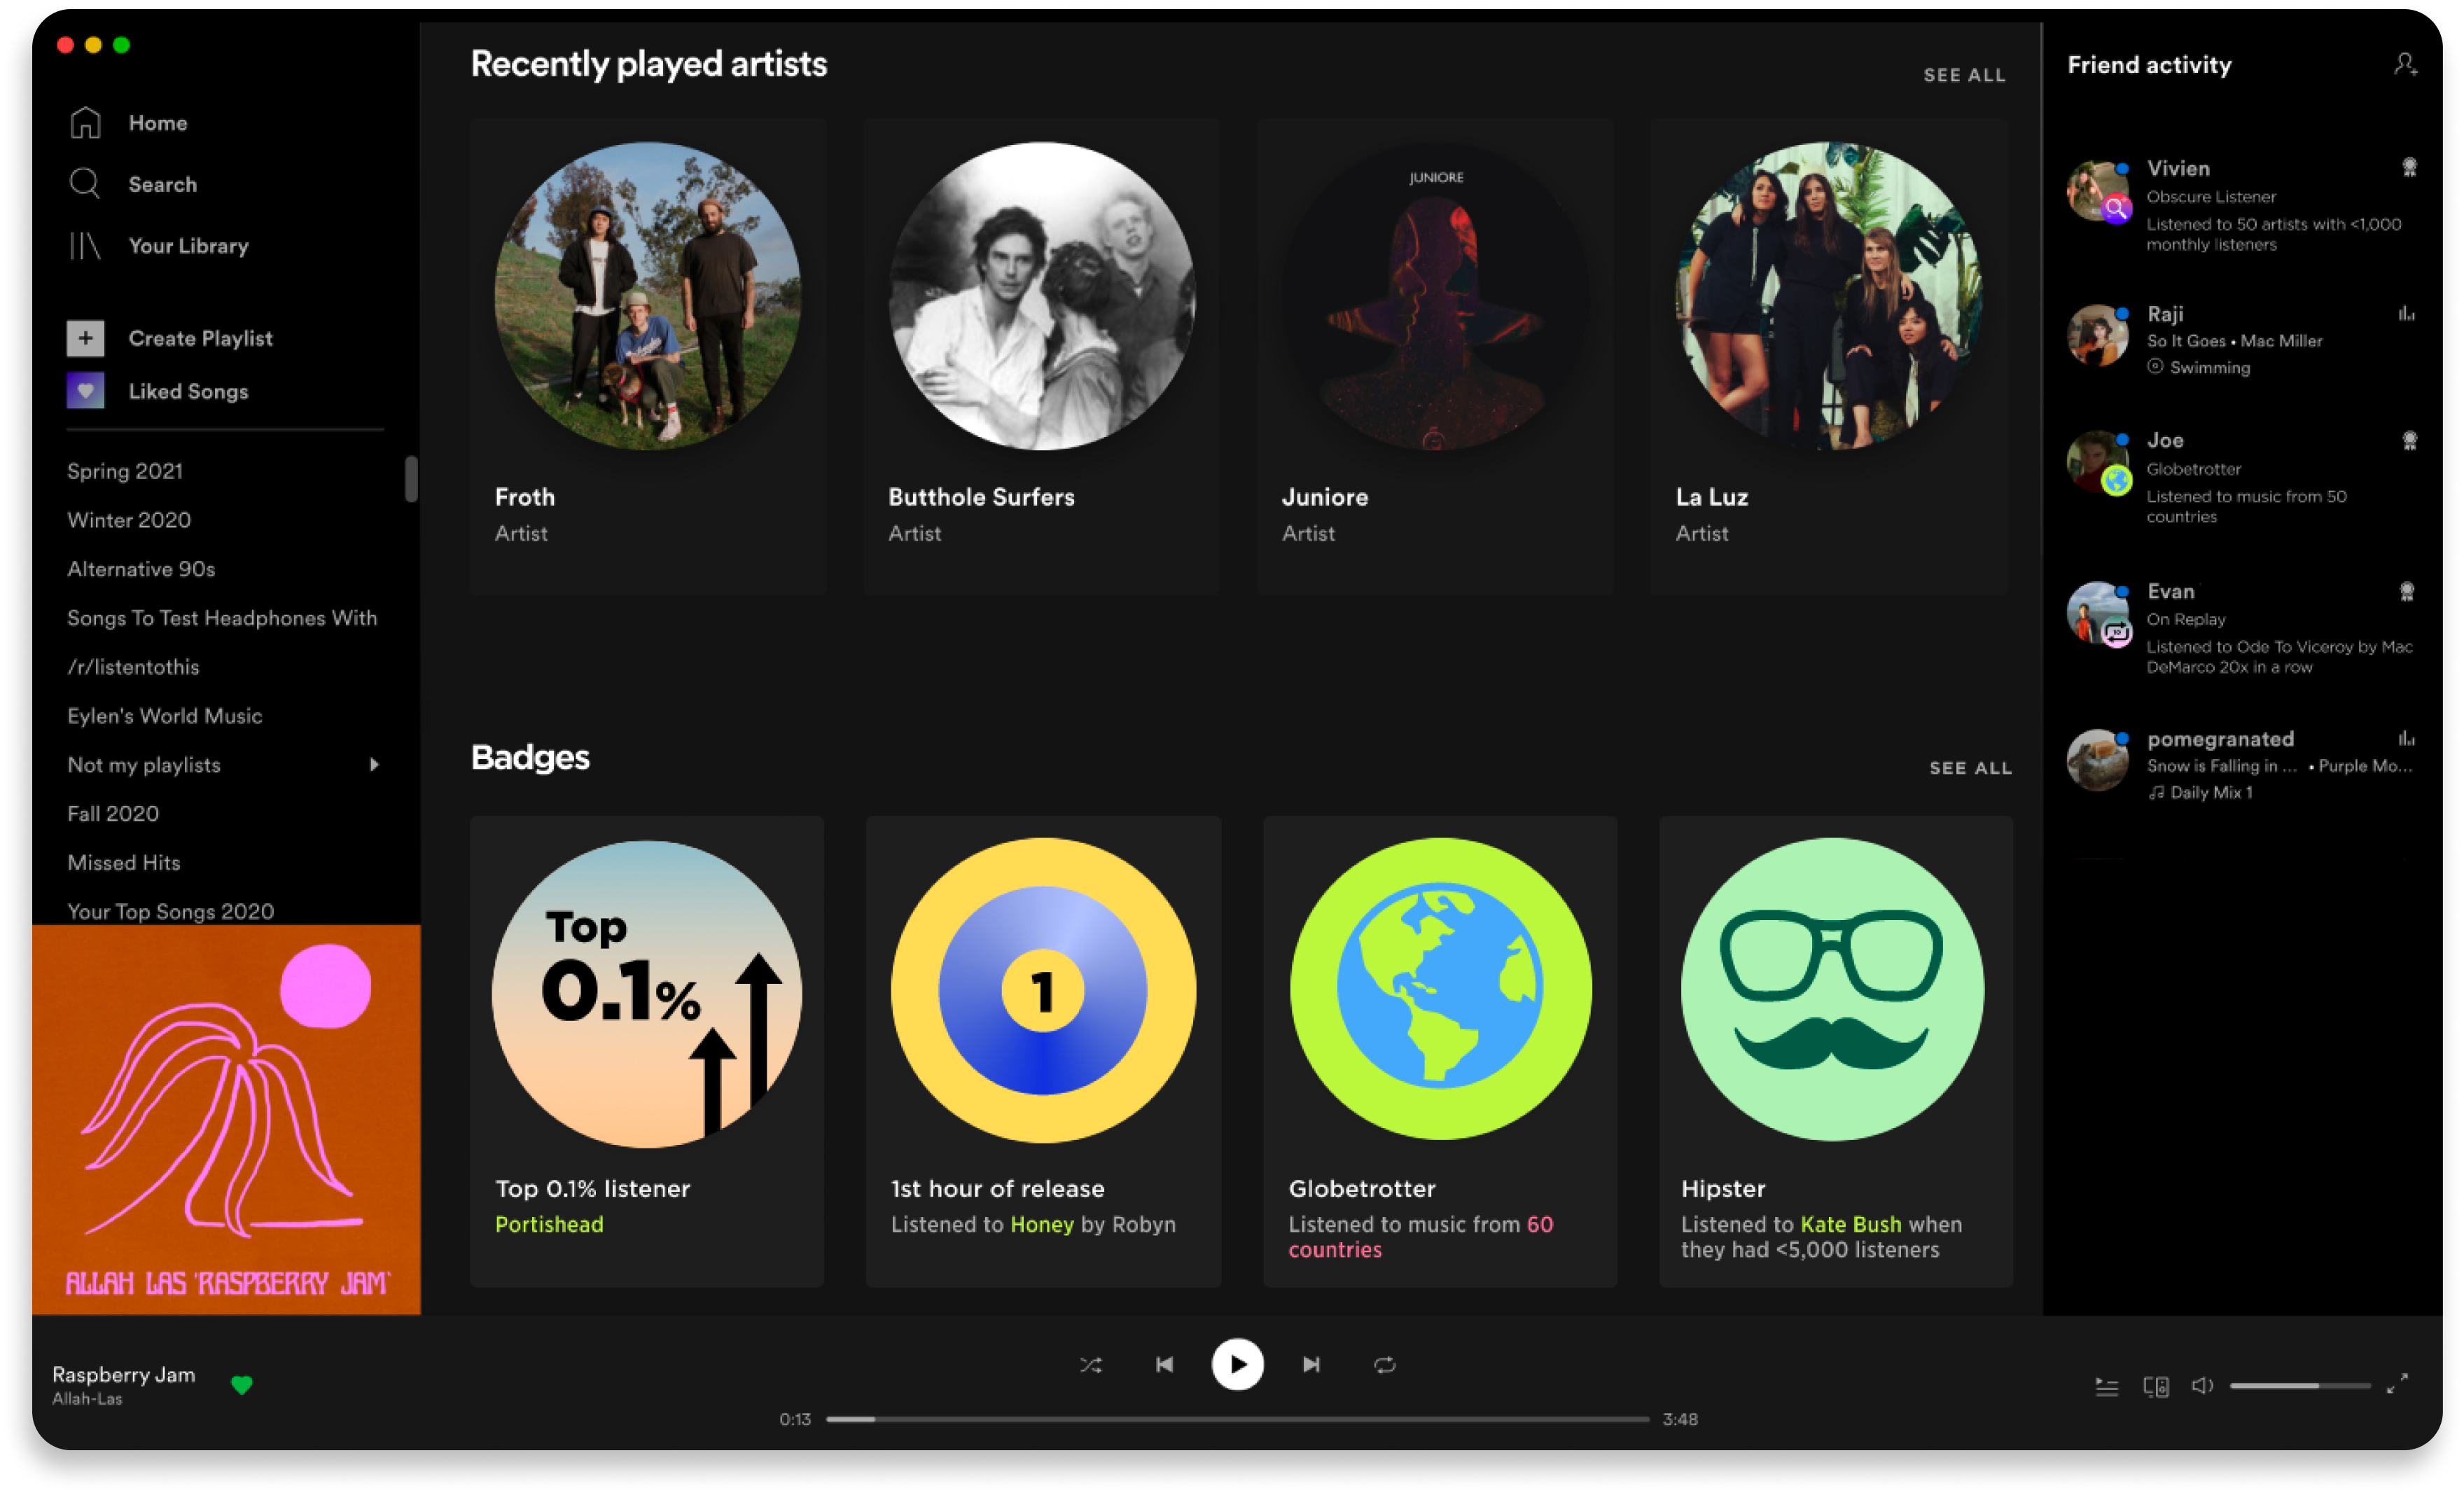 Home
Search
Your Library
Create Playlist
Liked Songs
Spring 2021
Winter 2020
Alternative 90s
Songs To Test Headphones With
/r/listentothis
Eylen's World Music
Not my playlists
Fall 2020
Missed Hits
Your Top Songs 2020
ALLAH LAS 'RASPBERRY JAM'
Recently played artists
SEE ALL
JUNIORE
Froth
Artist
Butthole Surfers
Artist
Juniore
Artist
La Luz
Artist
Badges
SEE ALL
Top
0.1%
1
Top 0.1% listener
Portishead
1st hour of release
Listened to Honey by Robyn
Globetrotter
Listened to music from 60
countries
Hipster
Listened to Kate Bush when
they had <5,000 listeners
Friend activity
Vivien
Obscure Listener
Listened to 50 artists with <1,000
monthly listeners
Raji
So It Goes • Mac Miller
Swimming
Joe
Globetrotter
Listened to music from 50
countries
Evan
On Replay
Listened to Ode To Viceroy by Mac
DeMarco 20x in a row
pomegranated
Snow is Falling in ... • Purple Mo...
Daily Mix 1
Raspberry Jam
Allah-Las
0:13
3:48